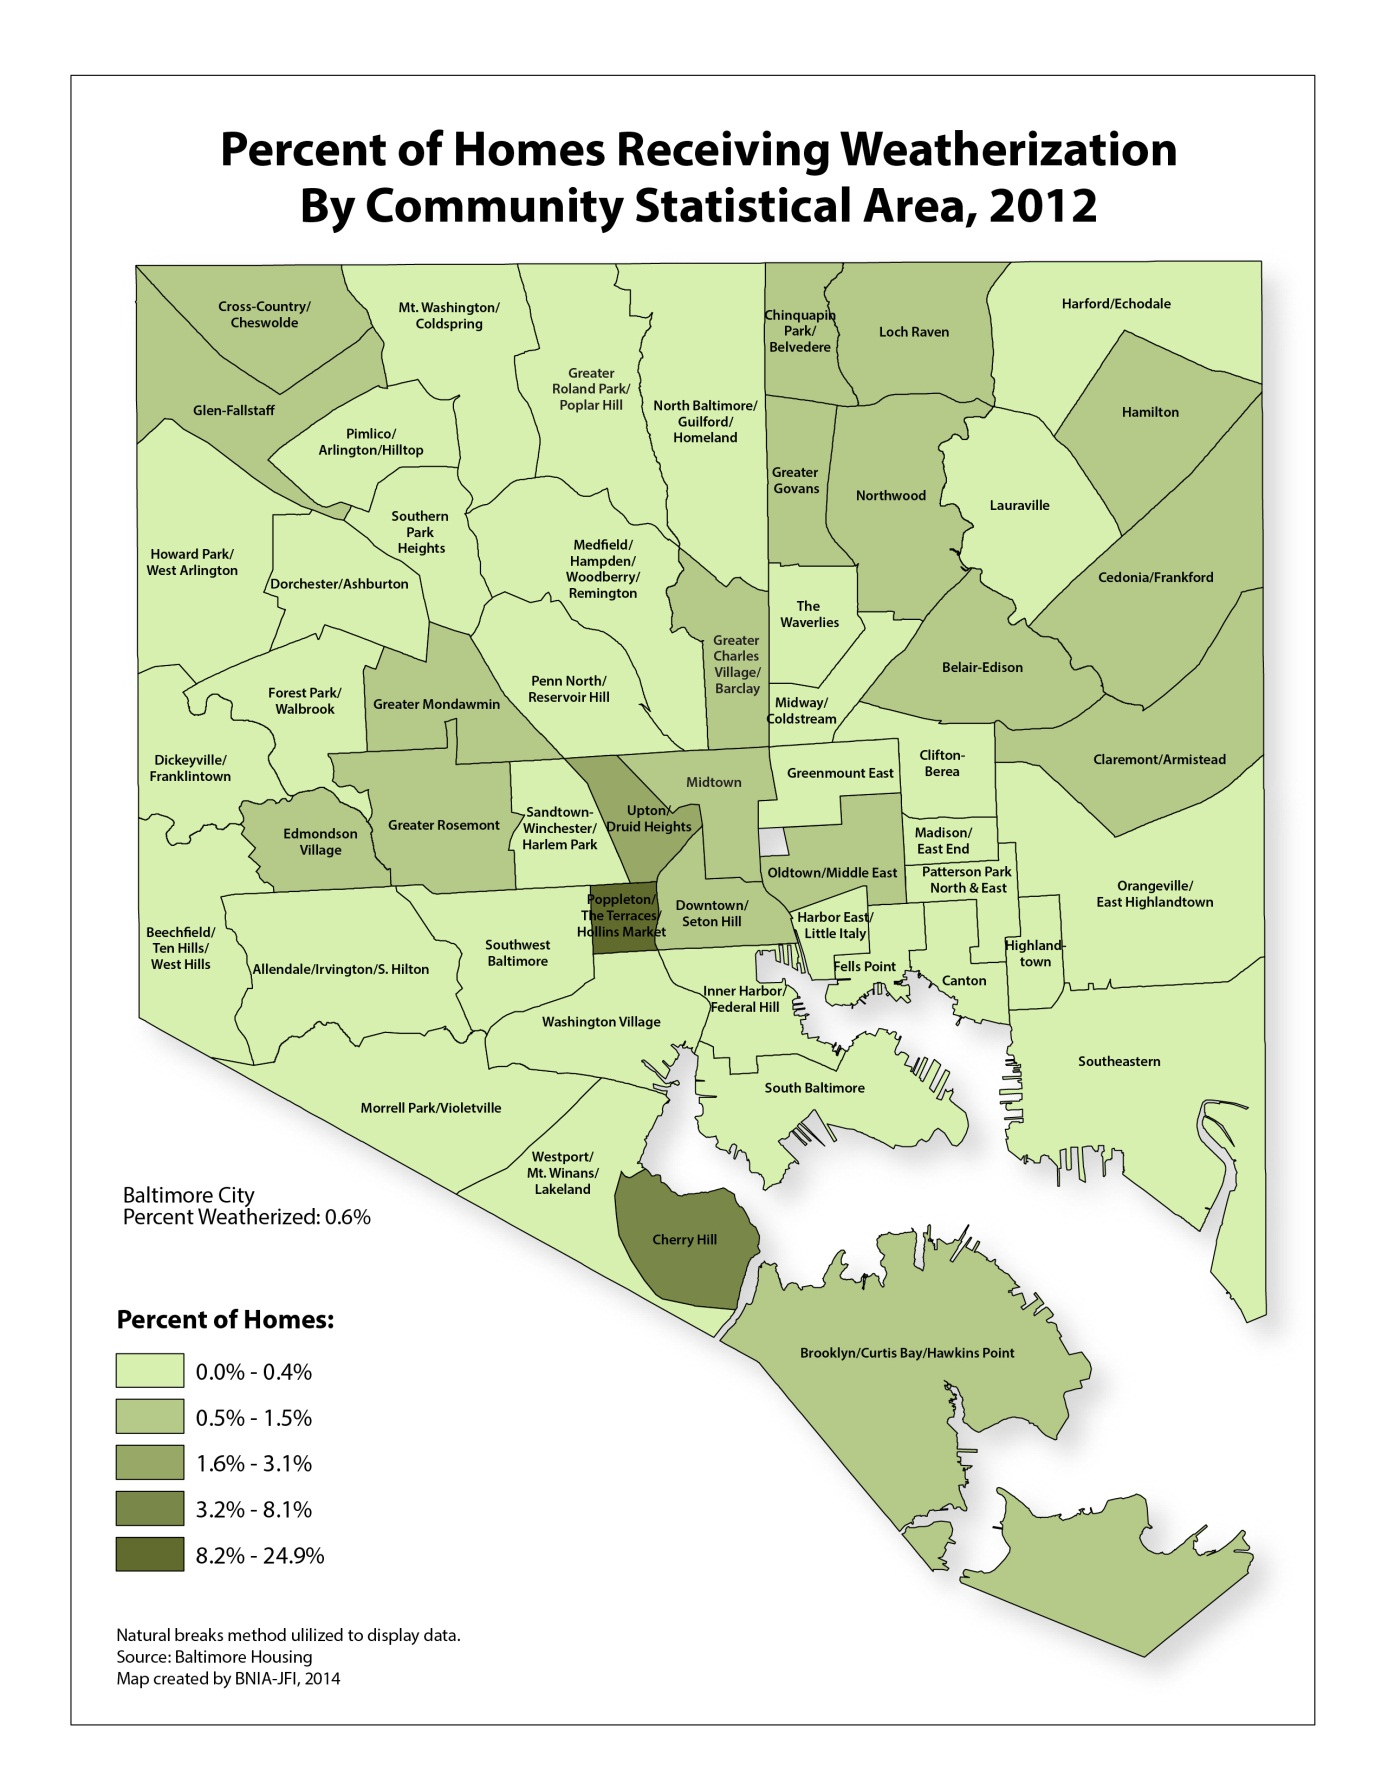 Percent of Homes Receiving Weatherization
By Community Statistical Area, 2012
Cross-Country/
Cheswolde
Mt. Washington/
Coldspring
Greater
Roland Park/
Poplar Hill
North Baltimore/
Guilford/
Homeland
Chinquapin
Park/
Belvedere
Loch Raven
Harford/Echodale
Glen-Fallstaff
Pimlico/
Arlington/Hilltop
Hamilton
Greater
Govans
Northwood
Lauraville
Southern
Park
Heights
Howard Park/
West Arlington
Dorchester/Ashburton
Medfield/
Hampden/
Woodberry/
Remington
Cedonia/Frankford
The
Waverlies
Greater
Charles
Village/
Barclay
Belair-Edison
Forest Park/
Walbrook
Greater Mondawmin
Penn North/
Reservoir Hill
Midway/
Coldstream
Dickeyville/
Franklintown
Clifton-
Berea
Claremont/Armistead
Greenmount East
Midtown
Edmondson
Village
Greater Rosemont
Sandtown-
Winchester/
Harlem Park
Upton/
Druid Heights
Madison/
East End
Oldtown/Middle East
Patterson Park
North & East
Orangeville/
East Highlandtown
Poppleton/
The Terraces/
Hollins Market
Downtown/
Seton Hill
Harbor East/
Little Italy
Beechfield/
Ten Hills/
West Hills
Allendale/Irvington/S. Hilton
Southwest
Baltimore
Highland-
town
Fells Point
Canton
Inner Harbor/
Federal Hill
Washington Village
Southeastern
South Baltimore
Morrell Park/Violetville
Westport/
Mt. Winans/
Lakeland
Cherry Hill
Brooklyn/Curtis Bay/Hawkins Point
Baltimore City
Percent Weatherized: 0.6%
Percent of Homes:
0.0% - 0.4%
0.5% - 1.5%
1.6% - 3.1%
3.2% - 8.1%
8.2% - 24.9%
Natural breaks method ulilized to display data.
Source: Baltimore Housing
Map created by BNIA-JFI, 2014